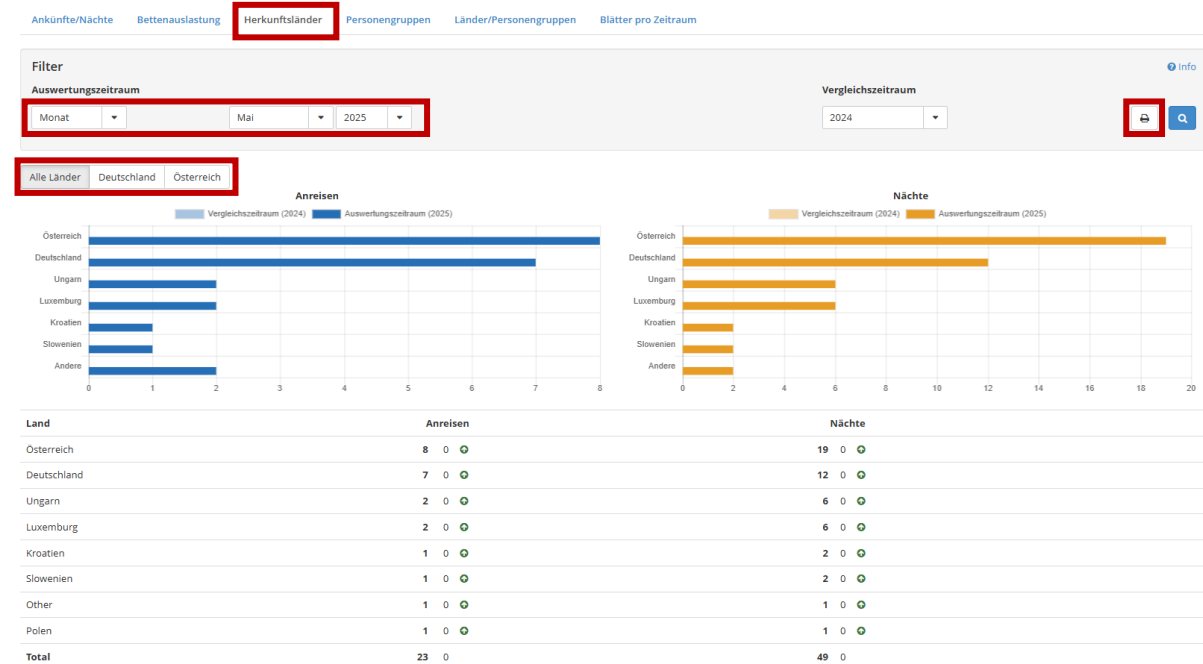 Ankünfte/Nächte Bettenauslastung Herkunftsländer Personengruppen Länder/Personengruppen Blätter pro Zeitraum
Filter Info
Auswertungszeitraum Vergleichszeitraum
Monat Mai 2025 2024
Alle Länder Deutschland Österreich
Anreisen
Vergleichszeitraum (2024) Auswertungszeitraum (2025)
Österreich
Deutschland
Ungarn
Luxemburg
Kroatien
Slowenien
Andere
0 1 2 3 4 5 6 7 8
Nächte
Vergleichszeitraum (2024) Auswertungszeitraum (2025)
Österreich
Deutschland
Ungarn
Luxemburg
Kroatien
Slowenien
Andere
0 2 4 6 8 10 12 14 16 18 20
Land Anreisen Nächte
Österreich 8 0 19 0
Deutschland 7 0 12 0
Ungarn 2 0 6 0
Luxemburg 2 0 6 0
Kroatien 1 0 2 0
Slowenien 1 0 2 0
Other 1 0 1 0
Polen 1 0 1 0
Total 23 0 49 0